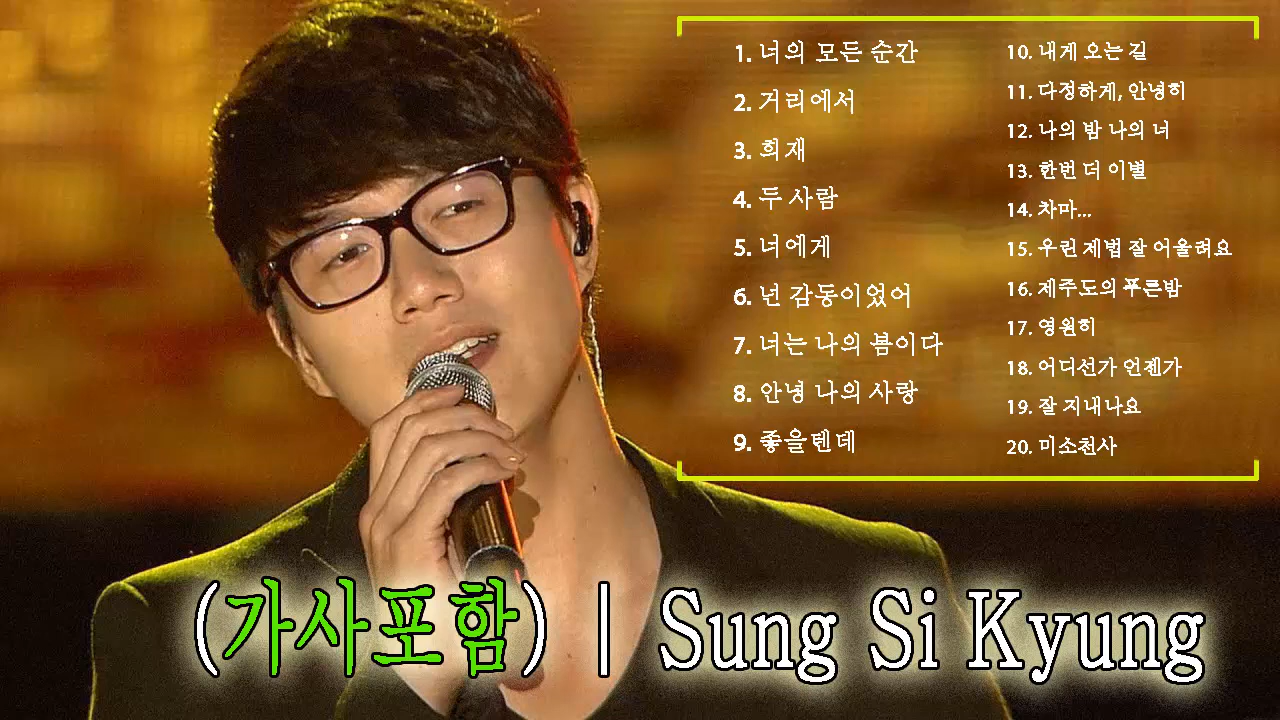 1. 너의 모든 순간
2. 거리에서
3. 희재
4. 두 사람
5. 너에게
6. 넌 감동이었어
7. 너는 나의 봄이다
8. 안녕 나의 사랑
9. 좋을텐데
10. 내게 오는 길
11. 다정하게, 안녕히
12. 나의 밤 나의 너
13. 한번 더 이별
14. 차마...
15. 우린 제법 잘 어울려요
16. 제주도의 푸른밤
17. 영원히
18. 어디선가 언젠가
19. 잘 지내나요
20. 미소천사
(가사포함) | Sung Si Kyung